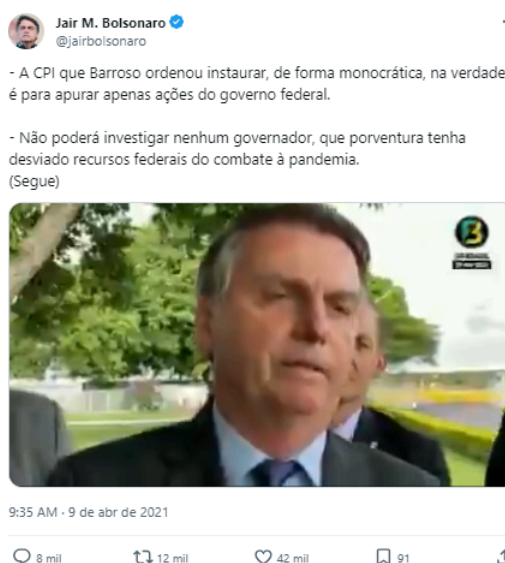 Jair M. Bolsonaro
@jairbolsonaro
- A CPI que Barroso ordenou instaurar, de forma monocrática, na verdade
é para apurar apenas ações do governo federal.
- Não poderá investigar nenhum governador, que porventura tenha
desviado recursos federais do combate à pandemia.
(Segue)
9:35 AM · 9 de abr de 2021
8 mil
12 mil
42 mil
91